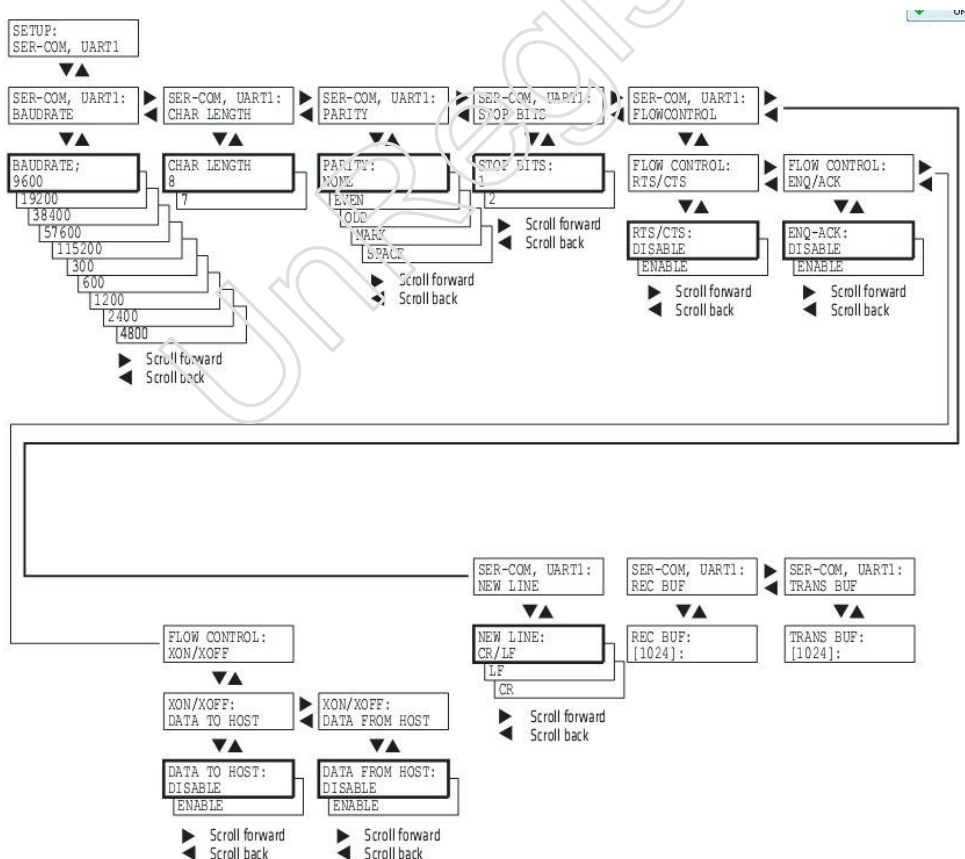 SETUP:
SER-COM, UART1
SER-COM, UART1:
BAUDRATE
SER-COM, UART1:
CHAR LENGTH
SER-COM, UART1:
PARITY
SER-COM, UART1:
STOP BITS
SER-COM, UART1:
FLOWCONTROL
BAUDRATE;
9600
19200
38400
57600
115200
300
600
1200
2400
4800
Scroll forward
Scroll back
CHAR LENGTH
8
7
PARITY:
NONE
EVEN
ODD
MARK
SPACE
Scroll forward
Scroll back
STOP BITS:
1
2
Scroll forward
Scroll back
FLOW CONTROL:
RTS/CTS
FLOW CONTROL:
ENQ/ACK
RTS/CTS:
DISABLE
ENABLE
Scroll forward
Scroll back
ENQ-ACK:
DISABLE
ENABLE
Scroll forward
Scroll back
SER-COM, UART1:
NEW LINE
SER-COM, UART1:
REC BUF
SER-COM, UART1:
TRANS BUF
NEW LINE:
CR/LF
LF
CR
Scroll forward
Scroll back
REC BUF:
[1024]:
TRANS BUF:
[1024]:
FLOW CONTROL:
XON/XOFF
XON/XOFF:
DATA TO HOST
XON/XOFF:
DATA FROM HOST
DATA TO HOST:
DISABLE
ENABLE
Scroll forward
Scroll back
DATA FROM HOST:
DISABLE
ENABLE
Scroll forward
Scroll back